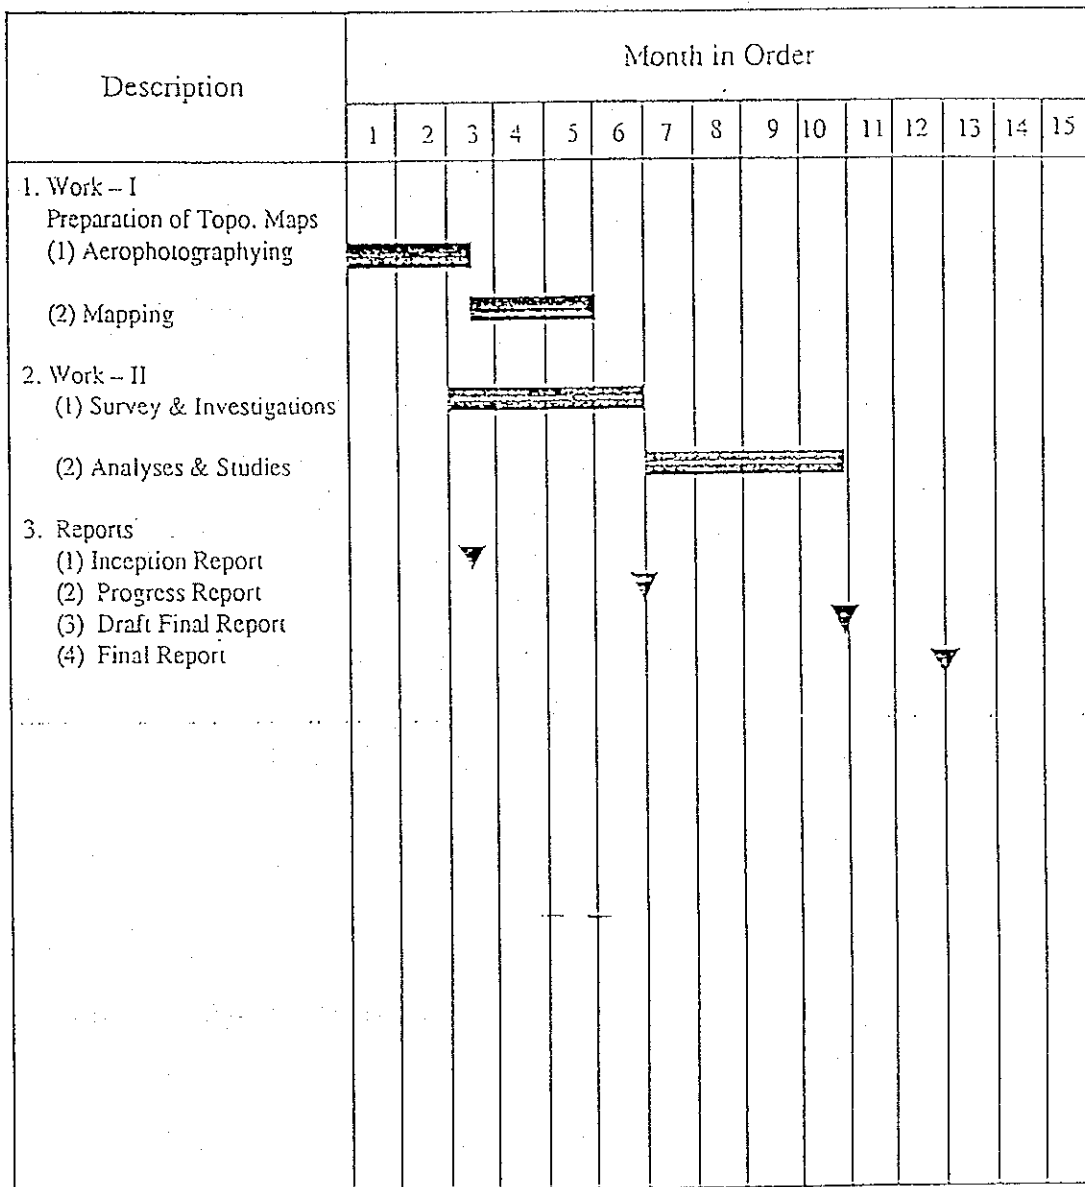 Description
Month in Order
1 2 3 4 5 6 7 8 9 10 11 12 13 14 15
1. Work – I
Preparation of Topo. Maps
(1) Aerophotographying
(2) Mapping
2. Work – II
(1) Survey & Investigations
(2) Analyses & Studies
3. Reports
(1) Inception Report
(2) Progress Report
(3) Draft Final Report
(4) Final Report